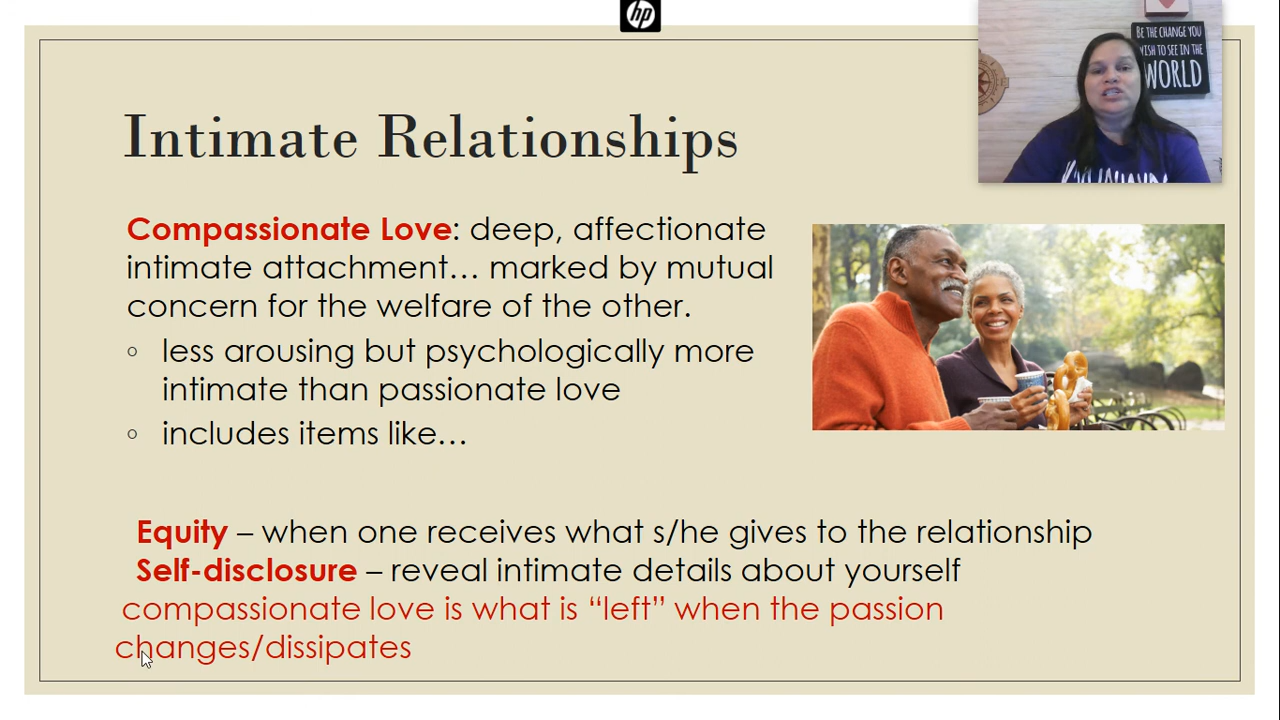 hp
BE THE CHANGE YOU
WISH TO SEE IN THE
WORLD
Intimate Relationships
Compassionate Love: deep, affectionate
intimate attachment… marked by mutual
concern for the welfare of the other.
◦ less arousing but psychologically more
intimate than passionate love
◦ includes items like…
Equity – when one receives what s/he gives to the relationship
Self-disclosure – reveal intimate details about yourself
compassionate love is what is “left” when the passion
changes/dissipates